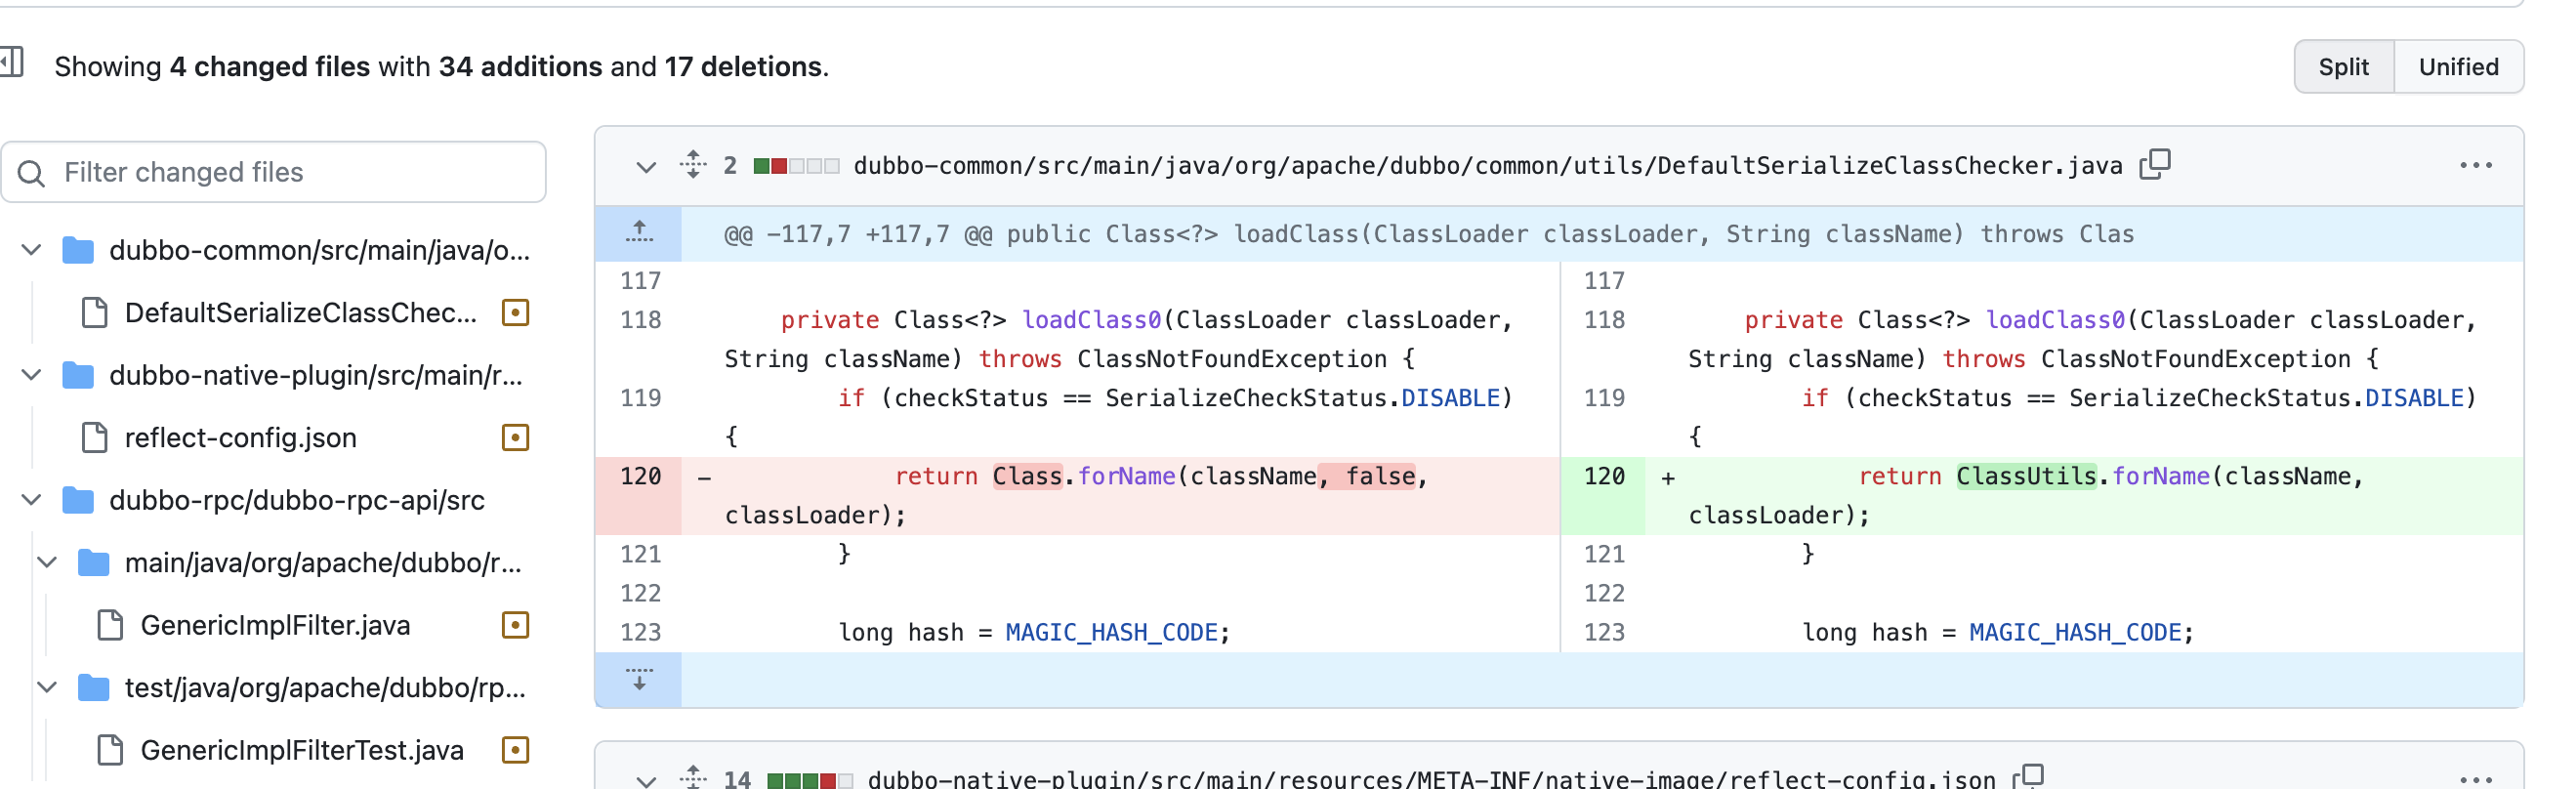 Showing 4 changed files with 34 additions and 17 deletions.
Split
Unified
Filter changed files
dubbo-common/src/main/java/o...
DefaultSerializeClassChec...
dubbo-native-plugin/src/main/r...
reflect-config.json
dubbo-rpc/dubbo-rpc-api/src
main/java/org/apache/dubbo/r...
GenericImplFilter.java
test/java/org/apache/dubbo/rp...
GenericImplFilterTest.java
2 dubbo-common/src/main/java/org/apache/dubbo/common/utils/DefaultSerializeClassChecker.java
@@ -117,7 +117,7 @@ public Class<?> loadClass(ClassLoader classLoader, String className) throws Clas
117
118 private Class<?> loadClass0(ClassLoader classLoader,
String className) throws ClassNotFoundException {
119 if (checkStatus == SerializeCheckStatus.DISABLE)
{
120 - return Class.forName(className, false,
classLoader);
121 }
122
123 long hash = MAGIC_HASH_CODE;
117
118 private Class<?> loadClass0(ClassLoader classLoader,
String className) throws ClassNotFoundException {
119 if (checkStatus == SerializeCheckStatus.DISABLE)
{
120 + return ClassUtils.forName(className,
classLoader);
121 }
122
123 long hash = MAGIC_HASH_CODE;
14 dubbo-native-plugin/src/main/resources/META-INF/native-image/reflect-config.json